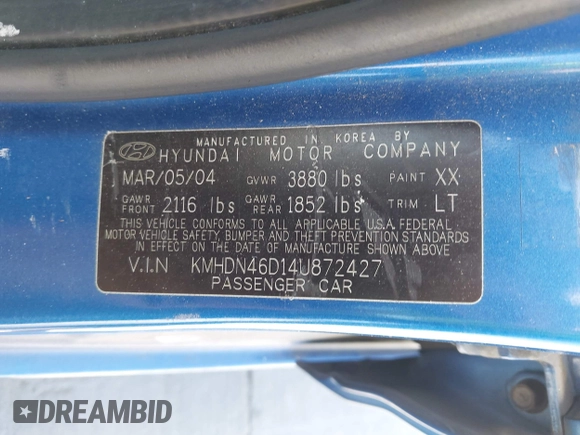 MANUFACTURED IN KOREA BY
HYUNDAI MOTOR COMPANY
MAR/05/04 GVWR 3880 lbs PAINT XX
GAWR FRONT 2116 lbs GAWR REAR 1852 lbs TRIM LT
THIS VEHICLE CONFORMS TO ALL APPLICABLE U.S.A. FEDERAL
MOTOR VEHICLE SAFETY, BUMPER, AND THEFT PREVENTION STANDARDS
IN EFFECT ON THE DATE OF MANUFACTURE SHOWN ABOVE
V.I.N KMHDN46D14U872427
PASSENGER CAR
DREAMBID